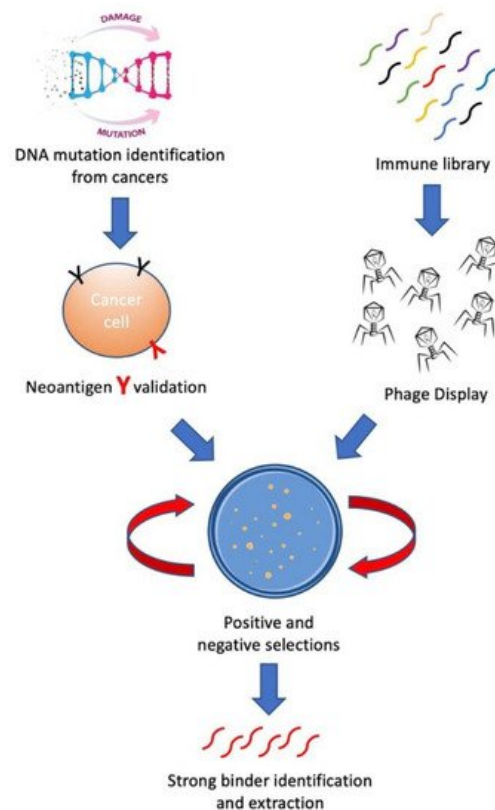 DAMAGE
MUTATION
DNA mutation identification
from cancers
Immune library
Cancer
cell
Neoantigen Y validation
Phage Display
Positive and
negative selections
Strong binder identification
and extraction